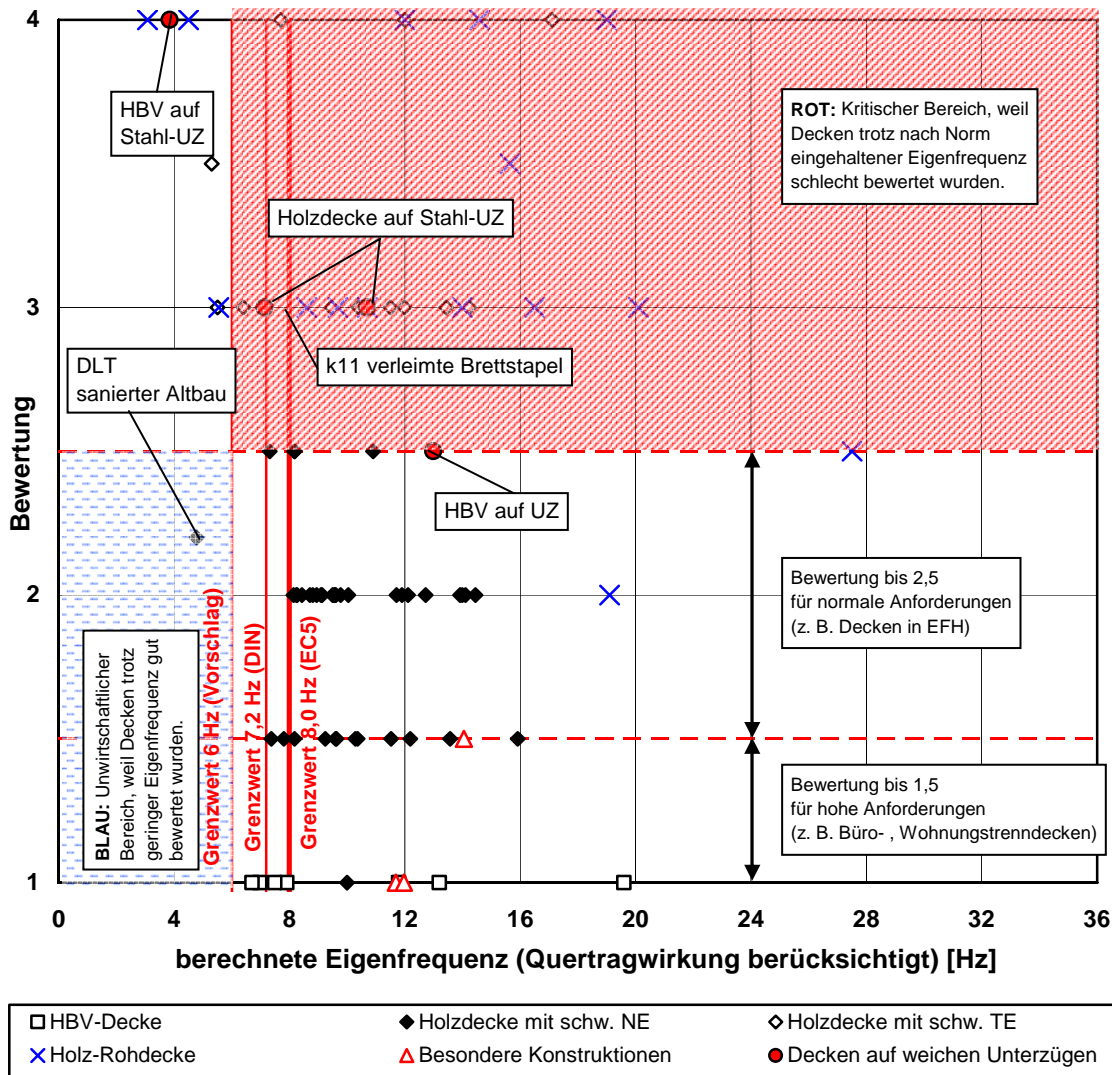 4
3
2
1
Bewertung
HBV auf
Stahl-UZ
ROT: Kritischer Bereich, weil
Decken trotz nach Norm
eingehaltener Eigenfrequenz
schlecht bewertet wurden.
Holzdecke auf Stahl-UZ
k11 verleimte Brettstapel
DLT
sanierter Altbau
HBV auf UZ
Bewertung bis 2,5
für normale Anforderungen
(z. B. Decken in EFH)
BLAU: Unwirtschaftlicher
Bereich, weil Decken trotz
geringer Eigenfrequenz gut
bewertet wurden.
Grenzwert 6 Hz (Vorschlag)
Grenzwert 7,2 Hz (DIN)
Grenzwert 8,0 Hz (EC5)
Bewertung bis 1,5
für hohe Anforderungen
(z. B. Büro- , Wohnungstrenndecken)
0 4 8 12 16 20 24 28 32 36
berechnete Eigenfrequenz (Quertragwirkung berücksichtigt) [Hz]
HBV-Decke Holzdecke mit schw. NE Holzdecke mit schw. TE
Holz-Rohdecke Besondere Konstruktionen Decken auf weichen Unterzügen